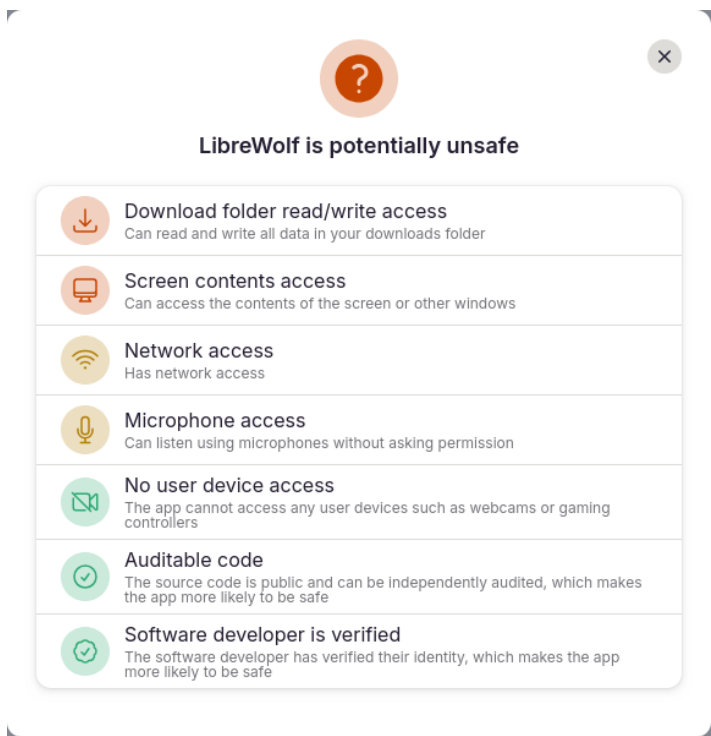 LibreWolf is potentially unsafe
Download folder read/write access
Can read and write all data in your downloads folder
Screen contents access
Can access the contents of the screen or other windows
Network access
Has network access
Microphone access
Can listen using microphones without asking permission
No user device access
The app cannot access any user devices such as webcams or gaming
controllers
Auditable code
The source code is public and can be independently audited, which makes
the app more likely to be safe
Software developer is verified
The software developer has verified their identity, which makes the app
more likely to be safe